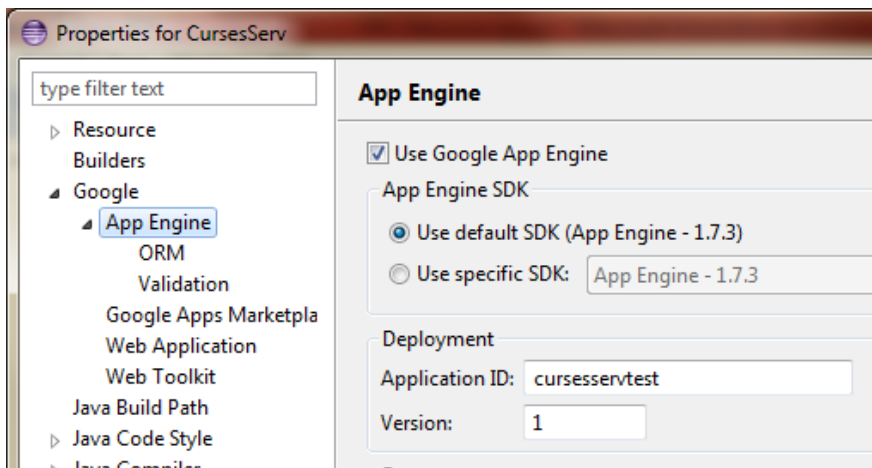 Properties for CursesServ
type filter text
Resource
Builders
Google
App Engine
ORM
Validation
Google Apps Marketpla
Web Application
Web Toolkit
Java Build Path
Java Code Style
Java Compiler
App Engine
Use Google App Engine
App Engine SDK
Use default SDK (App Engine - 1.7.3)
Use specific SDK: App Engine - 1.7.3
Deployment
Application ID: cursesservtest
Version: 1